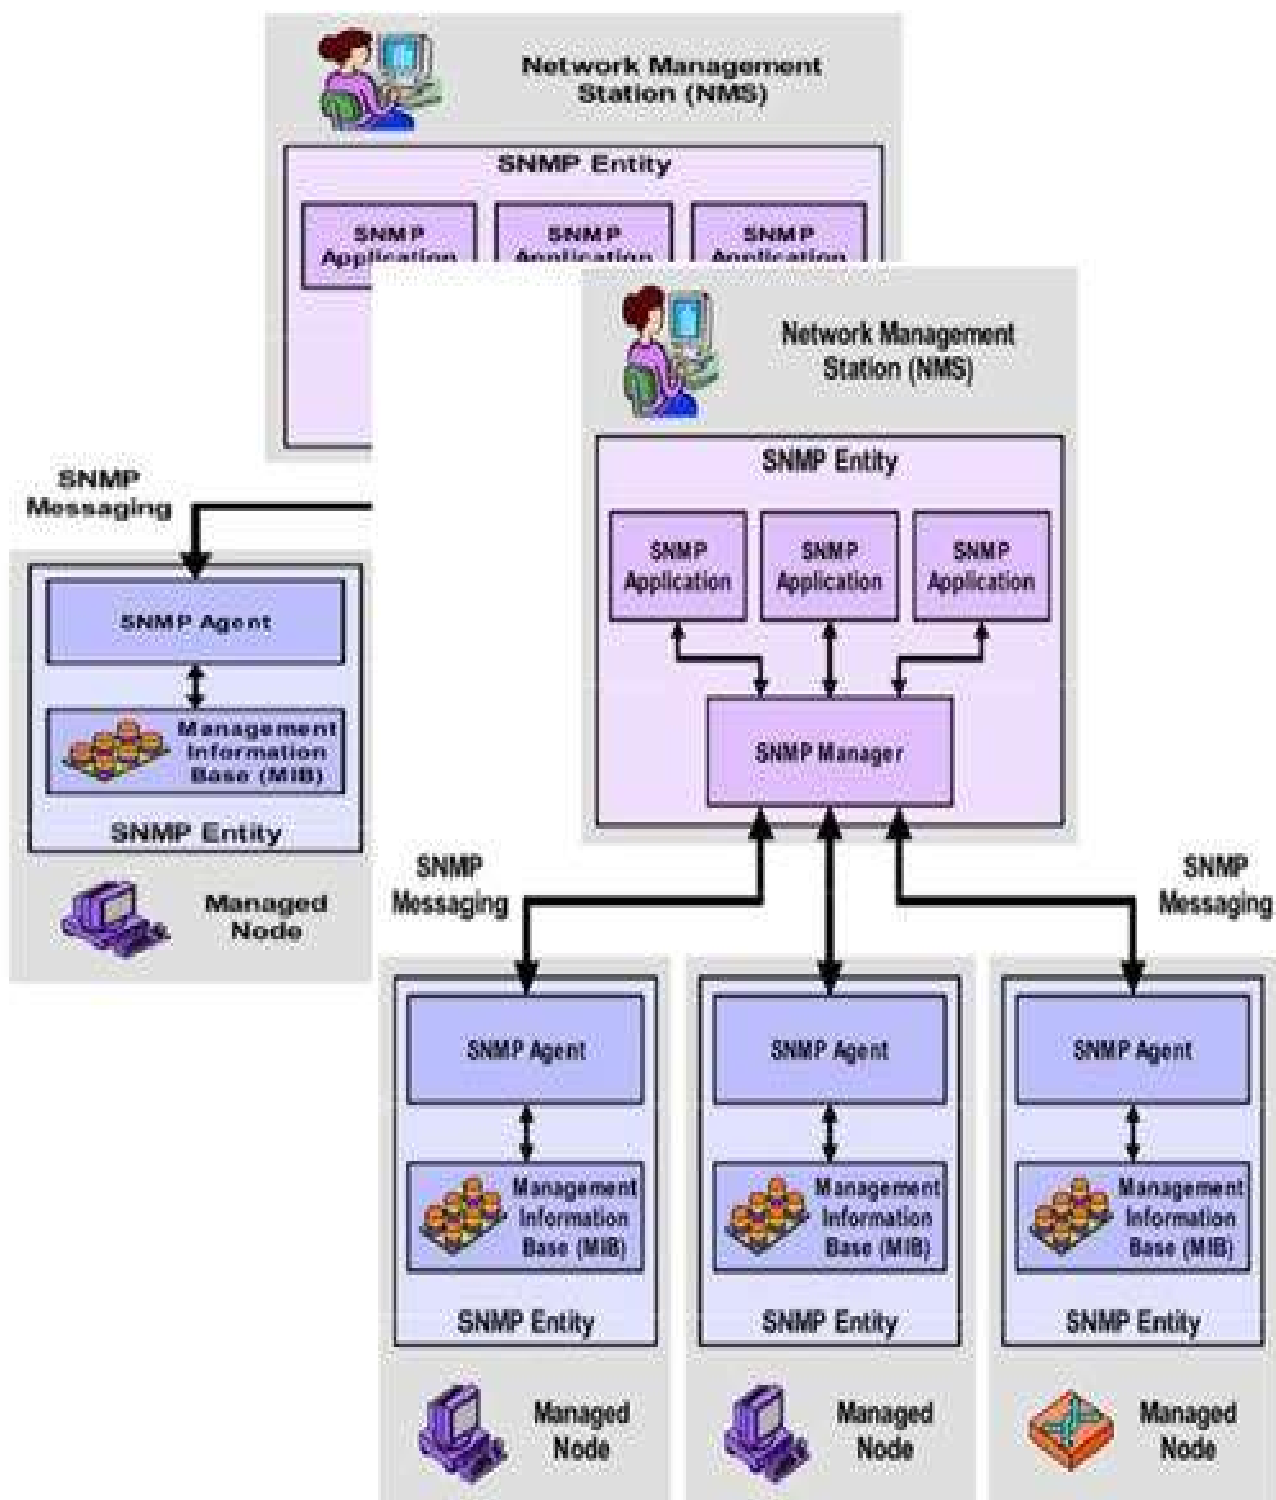 Network Management
Station (NMS)
SNMP Entity
SNMP
Application
SNMP
Application
SNMP
Application
Network Management
Station (NMS)
SNMP Entity
SNMP
Application
SNMP
Application
SNMP
Application
SNMP Manager
SNMP
Messaging
SNMP Agent
Management
Information
Base (MIB)
SNMP Entity
Managed
Node
SNMP
Messaging
SNMP
Messaging
SNMP Agent
Management
Information
Base (MIB)
SNMP Entity
Managed
Node
SNMP Agent
Management
Information
Base (MIB)
SNMP Entity
Managed
Node
SNMP Agent
Management
Information
Base (MIB)
SNMP Entity
Managed
Node